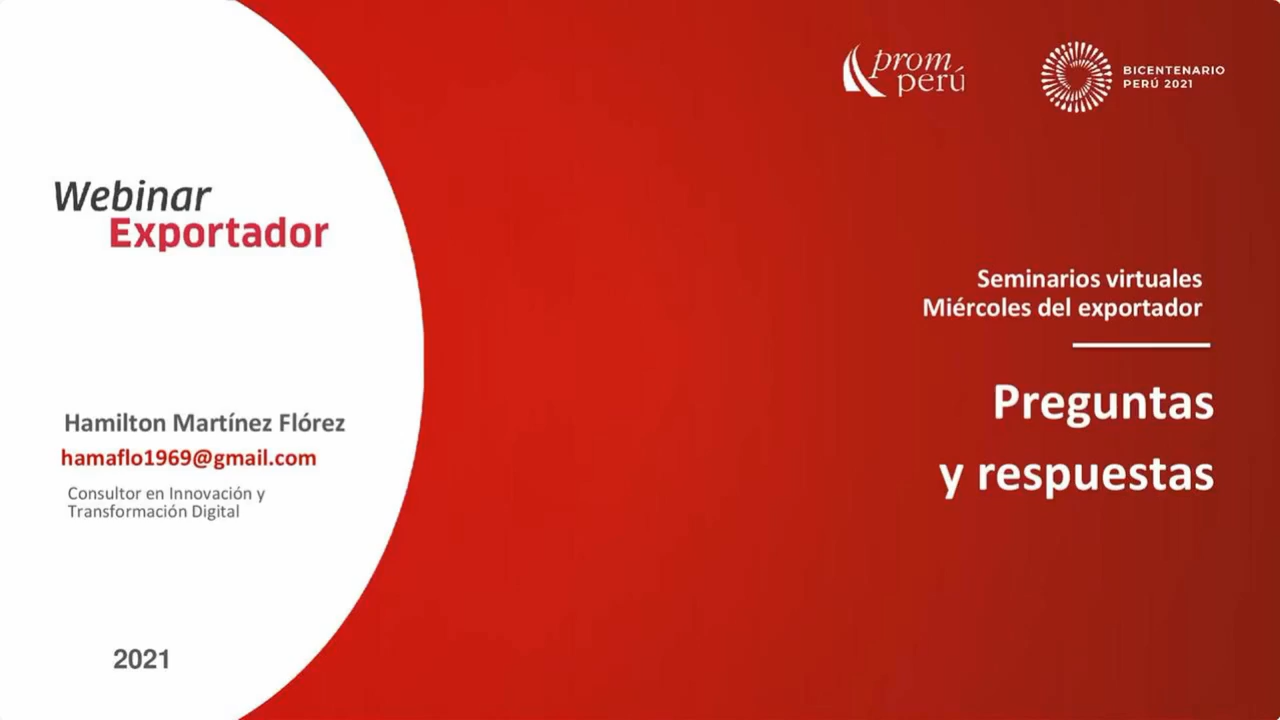 prom
perú
BICENTENARIO
PERÚ 2021
Webinar
Exportador
Seminarios virtuales
Miércoles del exportador
Preguntas
y respuestas
Hamilton Martínez Flórez
hamaflo1969@gmail.com
Consultor en Innovación y
Transformación Digital
2021